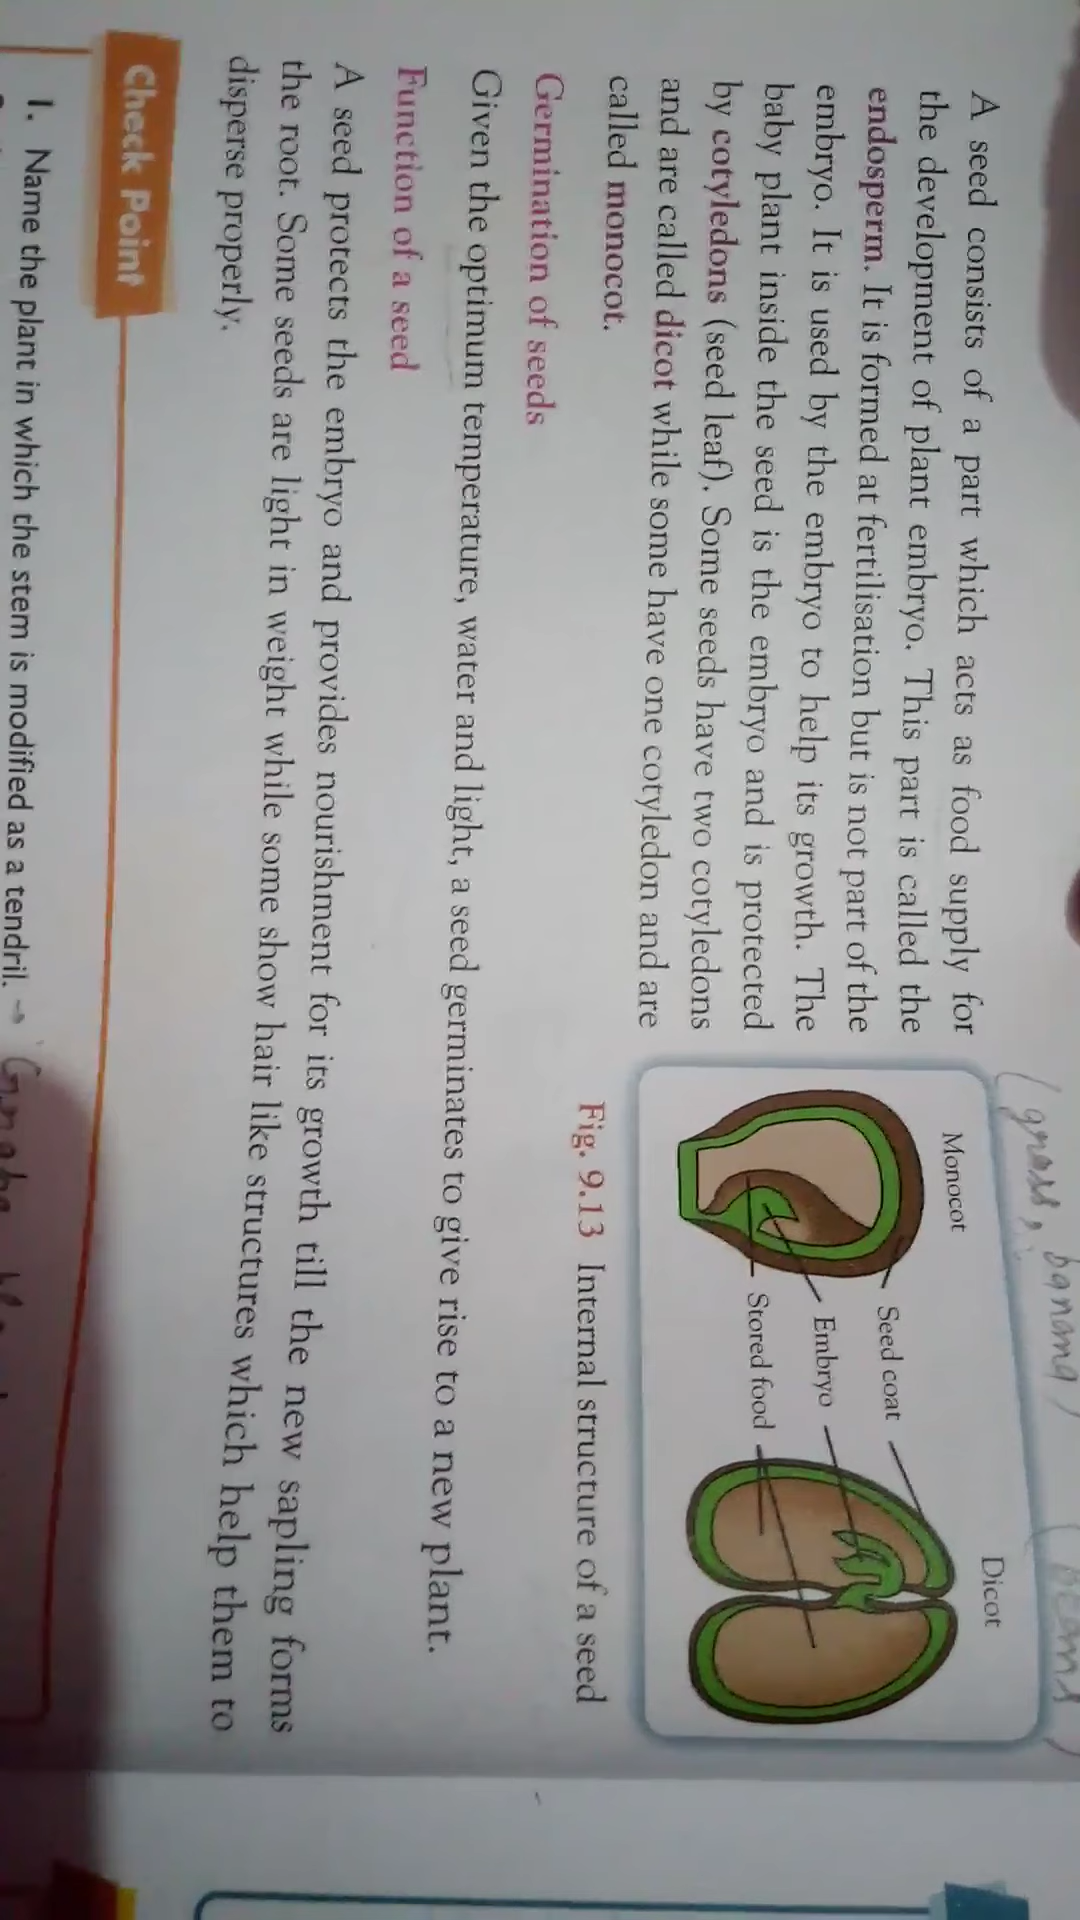 (grass, banana)
A seed consists of a part which acts as food supply for
the development of plant embryo. This part is called the
endosperm. It is formed at fertilisation but is not part of the
embryo. It is used by the embryo to help its growth. The
baby plant inside the seed is the embryo and is protected
by cotyledons (seed leaf). Some seeds have two cotyledons
and are called dicot while some have one cotyledon and are
called monocot.
Monocot
Dicot
Seed coat
Embryo
Stored food
Fig. 9.13 Internal structure of a seed
Germination of seeds
Given the optimum temperature, water and light, a seed germinates to give rise to a new plant.
Function of a seed
A seed protects the embryo and provides nourishment for its growth till the new sapling forms
the root. Some seeds are light in weight while some show hair like structures which help them to
disperse properly.
Check Point
1. Name the plant in which the stem is modified as a tendril. →